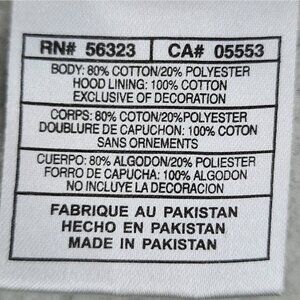 RN# 56323 CA# 05553
BODY: 80% COTTON/20% POLYESTER
HOOD LINING: 100% COTTON
EXCLUSIVE OF DECORATION
CORPS: 80% COTON/20% POLYESTER
DOUBLURE DE CAPUCHON: 100% COTON
SANS ORNEMENTS
CUERPO: 80% ALGODON/20% POLIESTER
FORRO DE CAPUCHA: 100% ALGODON
NO INCLUYE LA DECORACION
FABRIQUE AU PAKISTAN
HECHO EN PAKISTAN
MADE IN PAKISTAN